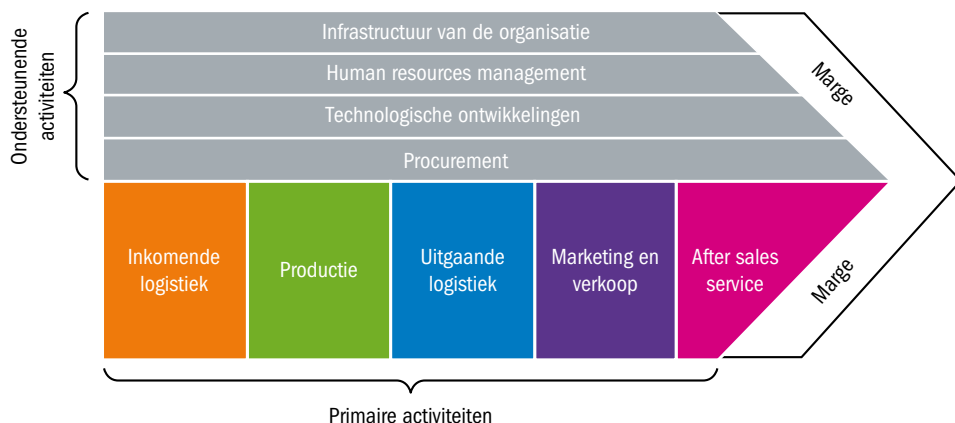 Ondersteunende
activiteiten
Infrastructuur van de organisatie
Human resources management
Technologische ontwikkelingen
Procurement
Marge
Inkomende
logistiek
Productie
Uitgaande
logistiek
Marketing en
verkoop
After sales
service
Marge
Primaire activiteiten